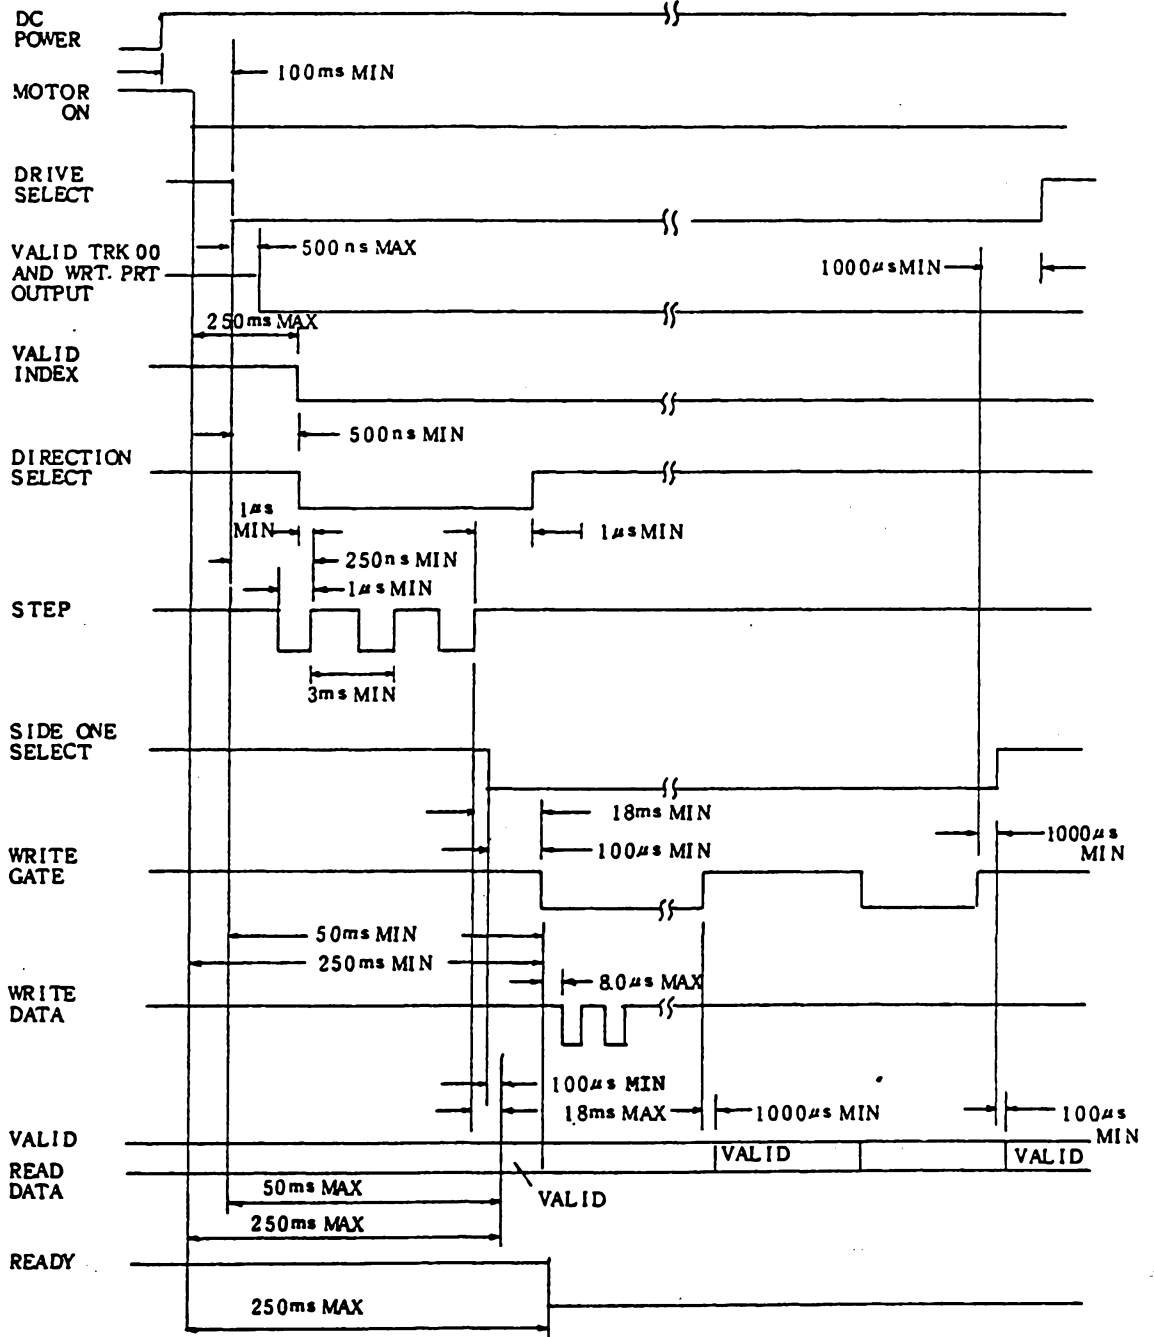 DC
POWER
100ms MIN
MOTOR
ON
DRIVE
SELECT
VALID TRK 00
AND WRT. PRT
OUTPUT
500ns MAX
1000µs MIN
250ms MAX
VALID
INDEX
500ns MIN
DIRECTION
SELECT
1µs
MIN
1µs MIN
250ns MIN
1µs MIN
STEP
3ms MIN
SIDE ONE
SELECT
18ms MIN
100µs MIN
1000µs
MIN
WRITE
GATE
50ms MIN
250ms MIN
8.0µs MAX
WRITE
DATA
100µs MIN
18ms MAX
1000µs MIN
100µs
MIN
VALID
READ
DATA
VALID
VALID
VALID
50ms MAX
250ms MAX
READY
250ms MAX